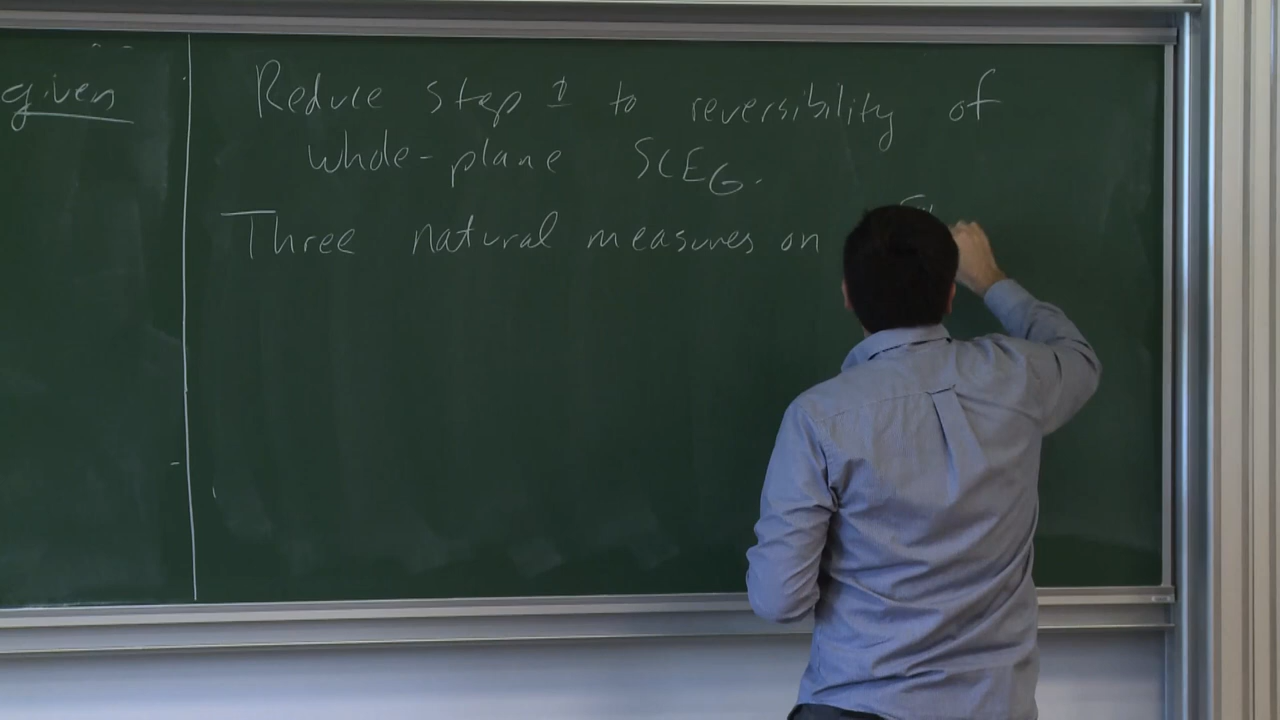 given
Reduce step 1 to reversibility of
whole-plane SLE6.
Three natural measures on